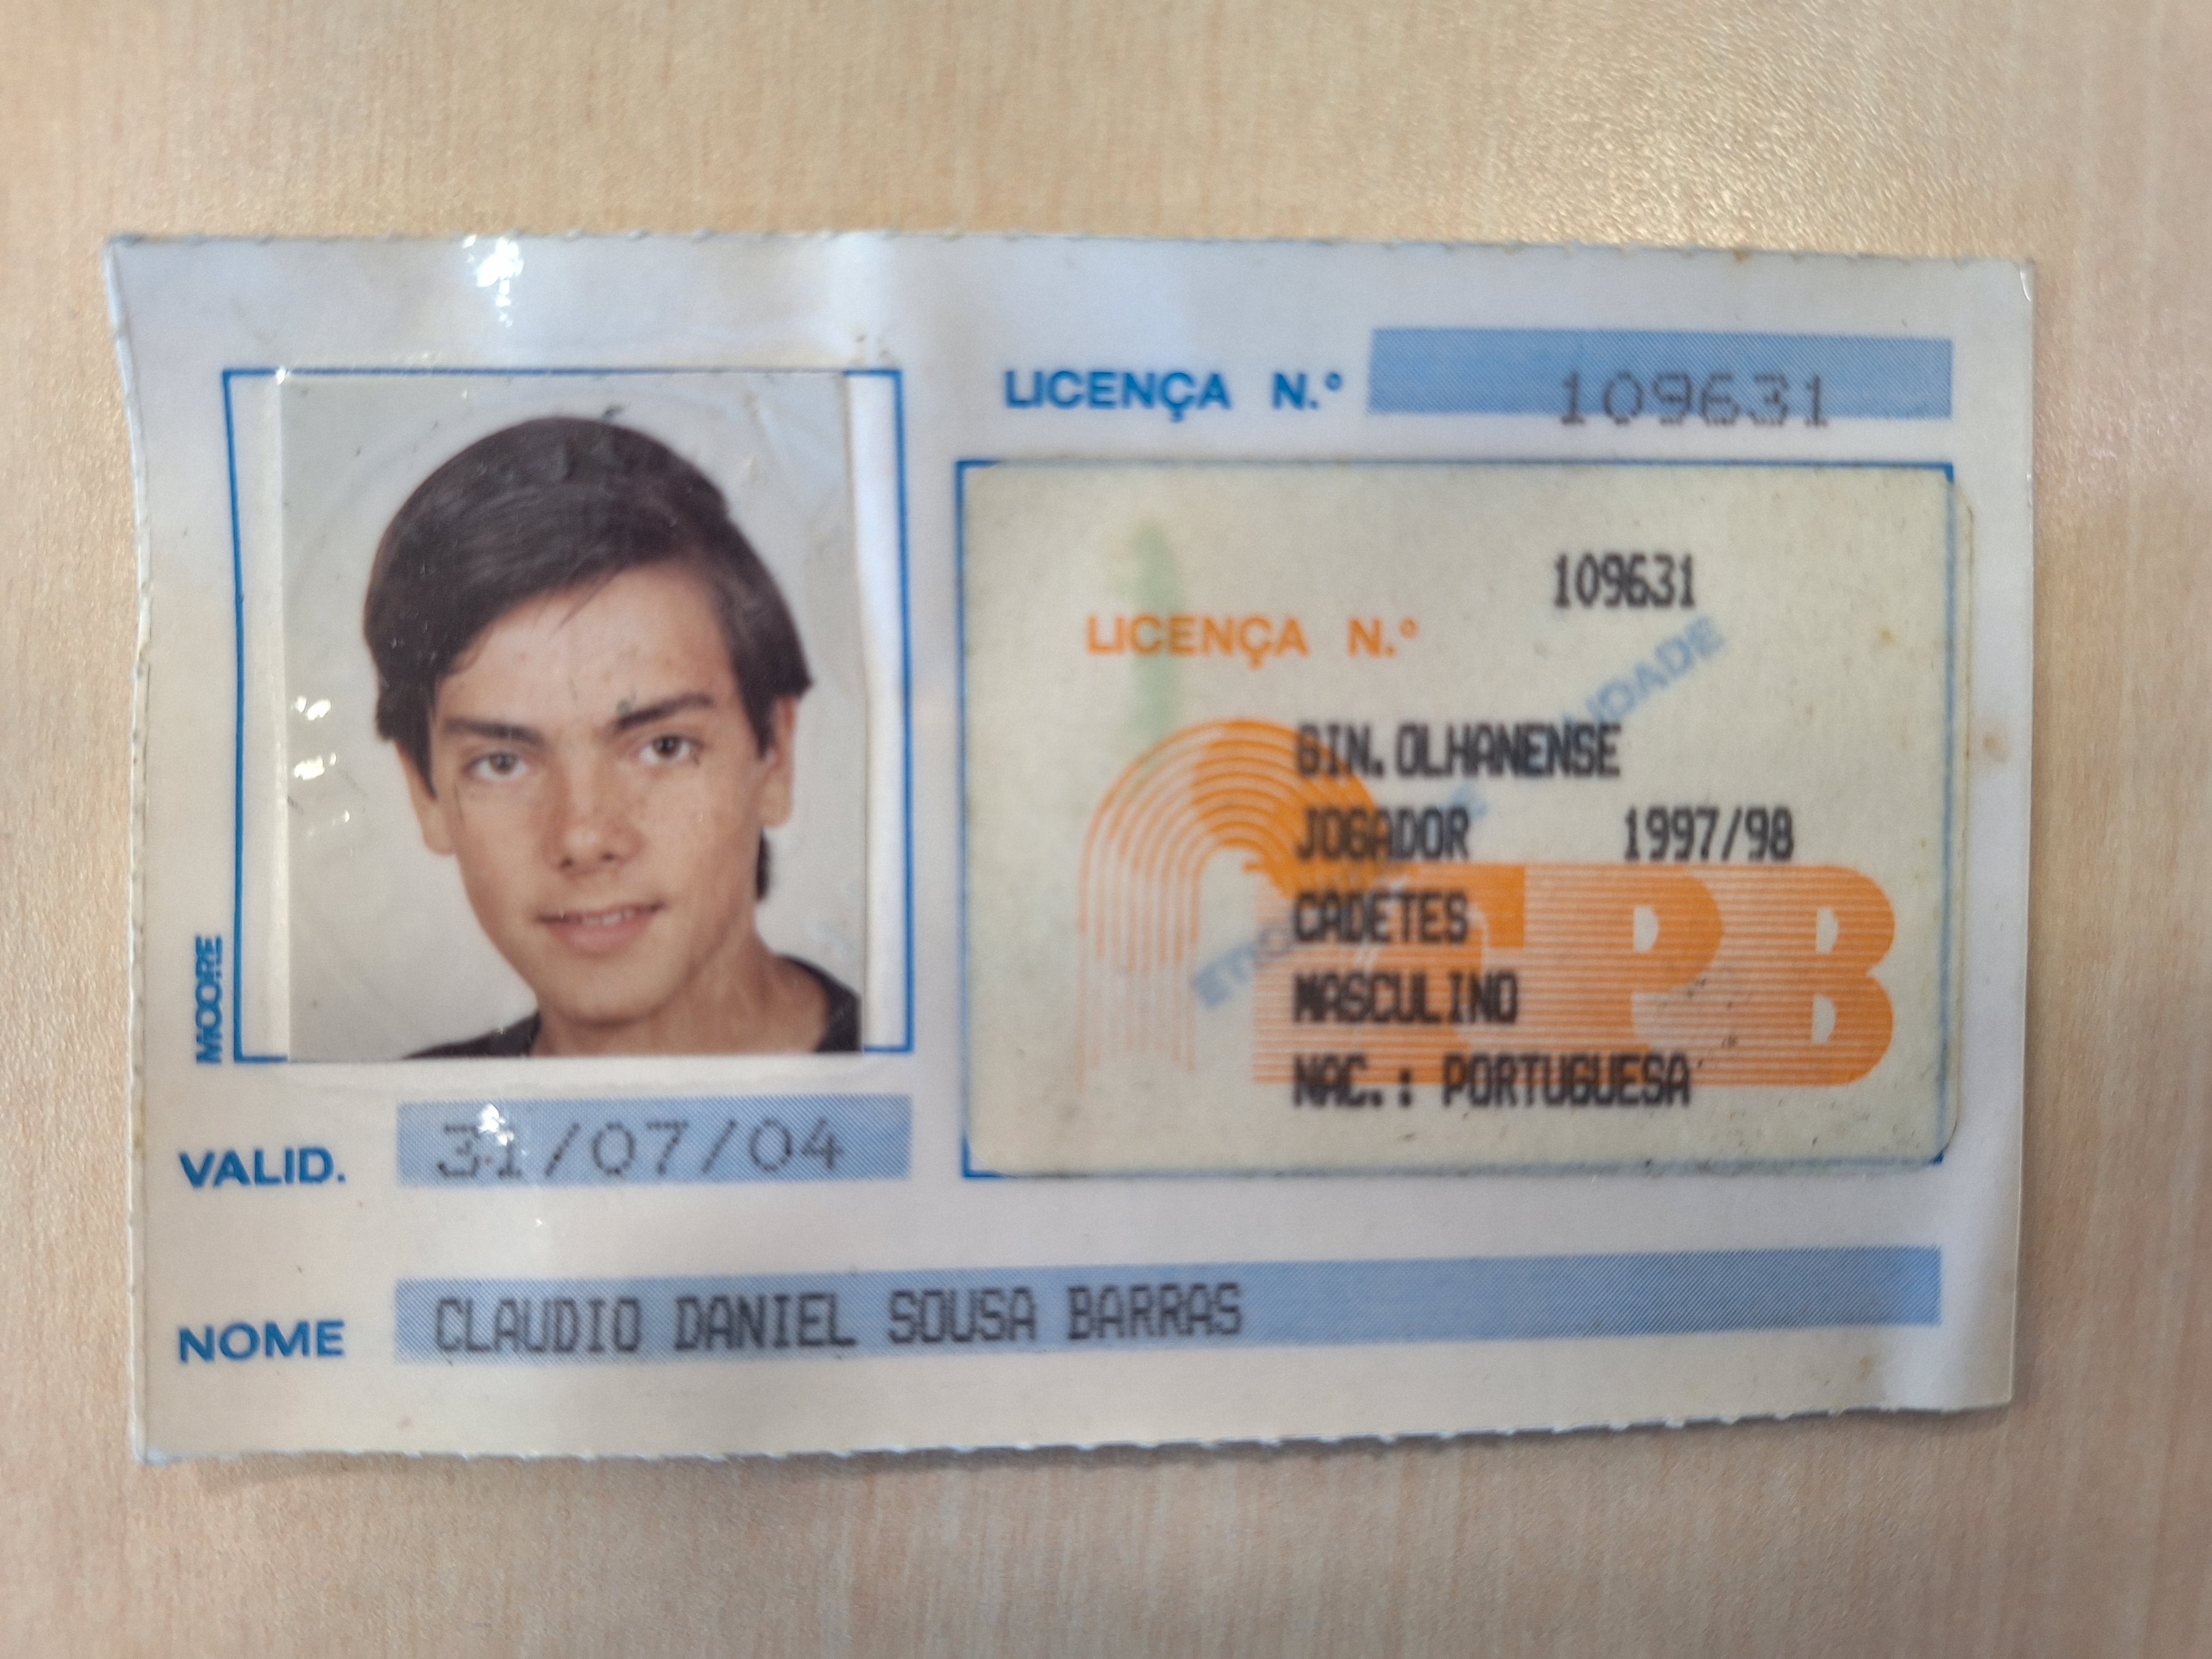 LICENÇA N.º 109631
109631
LICENÇA N.º
GIN. OLHANENSE
JOGADOR 1997/98
CADETES
MASCULINO
NAC.: PORTUGUESA
FPB
MOORE
VALID. 31/07/04
NOME CLAUDIO DANIEL SOUSA BARRAS